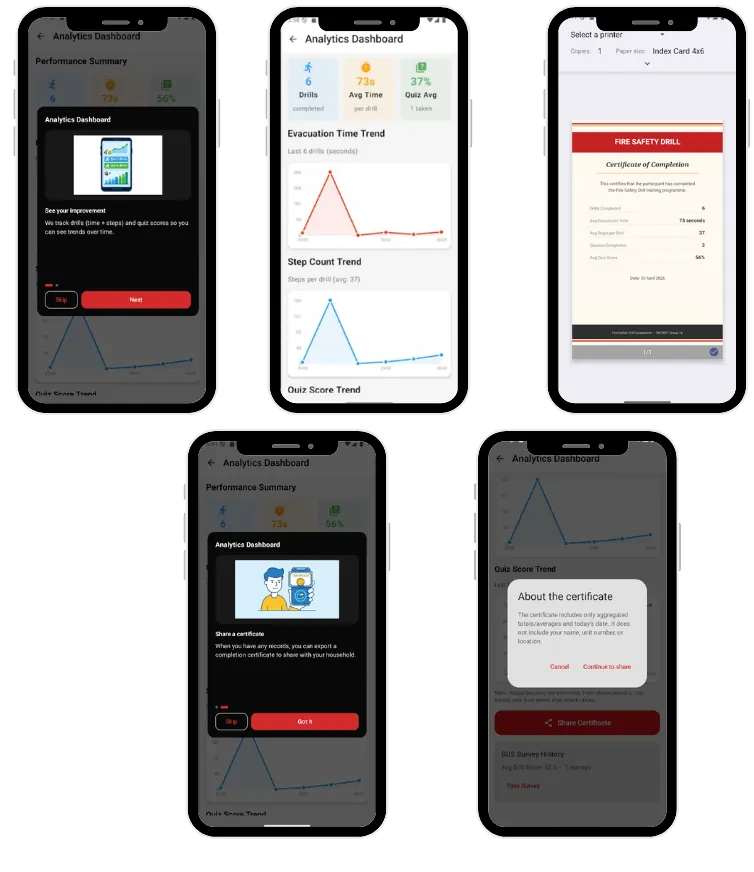 Analytics Dashboard
Performance Summary
6
73s
56%
Analytics Dashboard
See your improvement
We track drills (time + steps) and quiz scores so you
can see trends over time.
Skip
Next
Quiz Score Trend
Analytics Dashboard
6
73s
37%
Drills
Avg Time
Quiz Avg
completed
per drill
1 taken
Evacuation Time Trend
Last 6 drills (seconds)
Step Count Trend
Steps per drill (avg. 37)
Quiz Score Trend
Select a printer
Copies: 1 Paper size: Index Card 4x6
FIRE SAFETY DRILL
Certificate of Completion
This certifies that the participant has completed
the Fire Safety Drill training programme.
Drills Completed 6
Avg Evacuation Time 73 seconds
Avg Steps per Drill 37
Quizzes Completed 2
Avg Quiz Score 56%
1/1
Analytics Dashboard
Performance Summary
6
73s
56%
Analytics Dashboard
Share a certificate
When you have any records, you can export a
completion certificate to share with your household.
Skip
Got it
Quiz Score Trend
Analytics Dashboard
Quiz Score Trend
About the certificate
The certificate includes only aggregated
totals/averages and today's date. It does
not include your name, unit number, or
location.
Cancel
Continue to share
Share Certificate
SUS Survey History
Take Survey